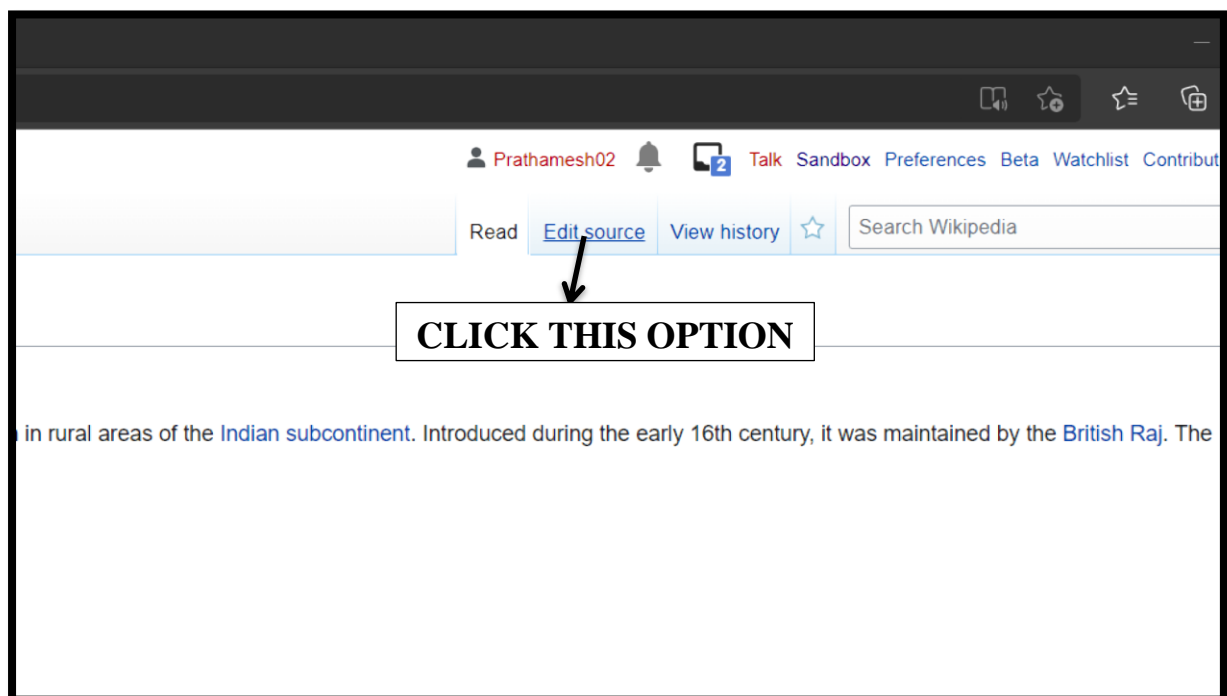 Prathamesh02 2 Talk Sandbox Preferences Beta Watchlist Contribut
Read Edit source View history Search Wikipedia
CLICK THIS OPTION
in rural areas of the Indian subcontinent. Introduced during the early 16th century, it was maintained by the British Raj. The